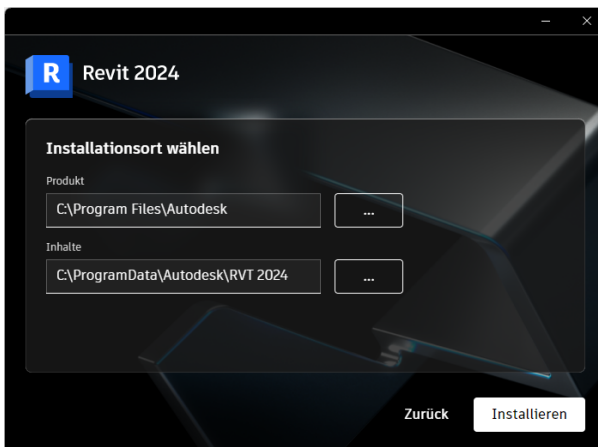 R
Revit 2024
Installationsort wählen
Produkt
C:\Program Files\Autodesk
...
Inhalte
C:\ProgramData\Autodesk\RVT 2024
...
Zurück
Installieren